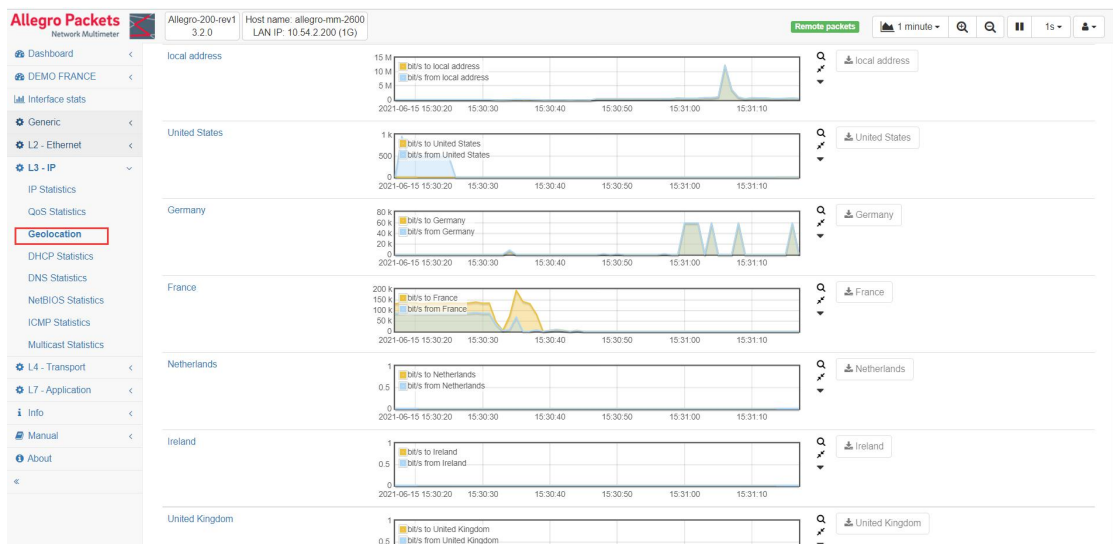 Allegro Packets
Network Multimeter
Allegro-200-rev1
3.2.0
Host name: allegro-mm-2600
LAN IP: 10.54.2.200 (1G)
Remote packets
1 minute
1s
Dashboard
DEMO FRANCE
Interface stats
Generic
L2 - Ethernet
L3 - IP
IP Statistics
QoS Statistics
Geolocation
DHCP Statistics
DNS Statistics
NetBIOS Statistics
ICMP Statistics
Multicast Statistics
L4 - Transport
L7 - Application
Info
Manual
About
«
local address
15 M
10 M
5 M
0
bit/s to local address
bit/s from local address
2021-06-15 15:30:20 15:30:30 15:30:40 15:30:50 15:31:00 15:31:10
local address
United States
1 k
500
0
bit/s to United States
bit/s from United States
2021-06-15 15:30:20 15:30:30 15:30:40 15:30:50 15:31:00 15:31:10
United States
Germany
80 k
60 k
40 k
20 k
0
bit/s to Germany
bit/s from Germany
2021-06-15 15:30:20 15:30:30 15:30:40 15:30:50 15:31:00 15:31:10
Germany
France
200 k
150 k
100 k
50 k
0
bit/s to France
bit/s from France
2021-06-15 15:30:20 15:30:30 15:30:40 15:30:50 15:31:00 15:31:10
France
Netherlands
1
0.5
0
bit/s to Netherlands
bit/s from Netherlands
2021-06-15 15:30:20 15:30:30 15:30:40 15:30:50 15:31:00 15:31:10
Netherlands
Ireland
1
0.5
0
bit/s to Ireland
bit/s from Ireland
2021-06-15 15:30:20 15:30:30 15:30:40 15:30:50 15:31:00 15:31:10
Ireland
United Kingdom
1
0.5
bit/s to United Kingdom
bit/s from United Kingdom
United Kingdom